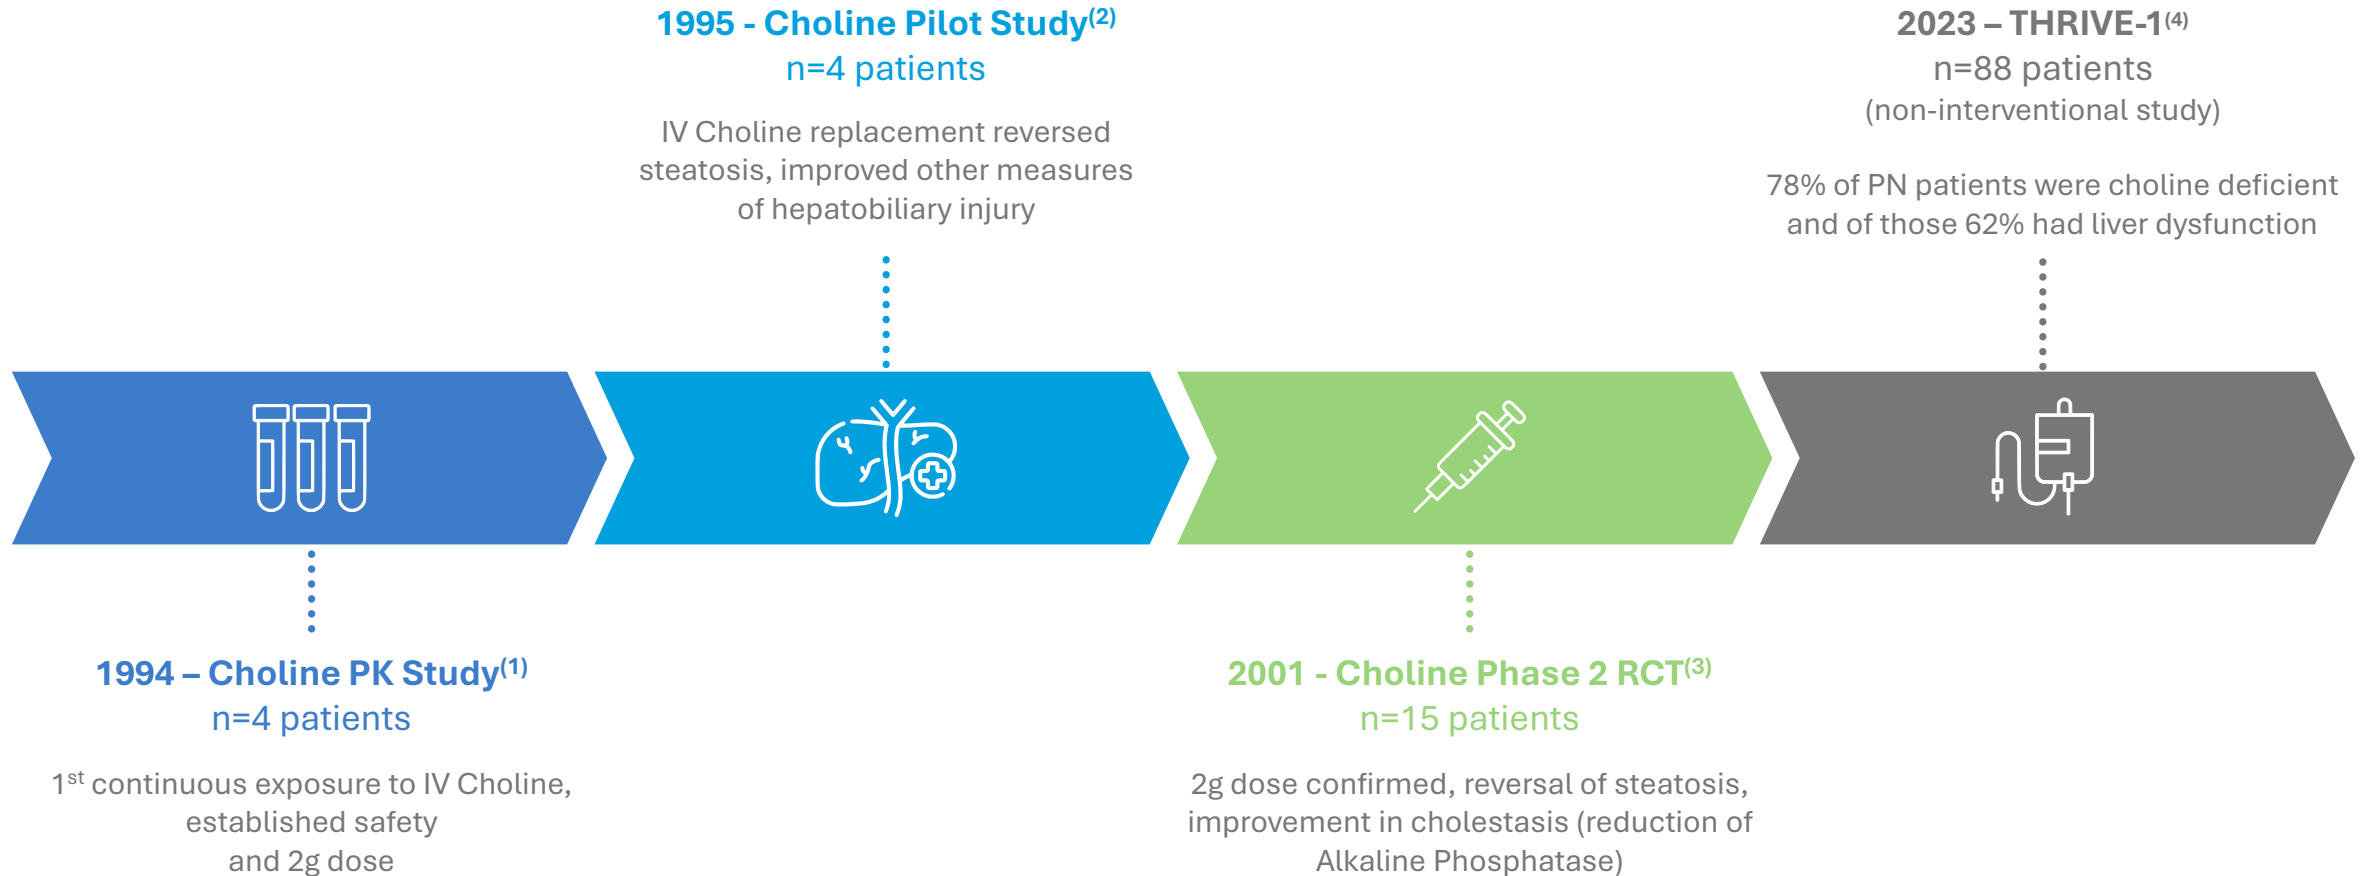 1995 - Choline Pilot Study(2)
n=4 patients
IV Choline replacement reversed
steatosis, improved other measures
of hepatobiliary injury
2023 – THRIVE-1(4)
n=88 patients
(non-interventional study)
78% of PN patients were choline deficient
and of those 62% had liver dysfunction
1994 – Choline PK Study(1)
n=4 patients
1st continuous exposure to IV Choline,
established safety
and 2g dose
2001 - Choline Phase 2 RCT(3)
n=15 patients
2g dose confirmed, reversal of steatosis,
improvement in cholestasis (reduction of
Alkaline Phosphatase)